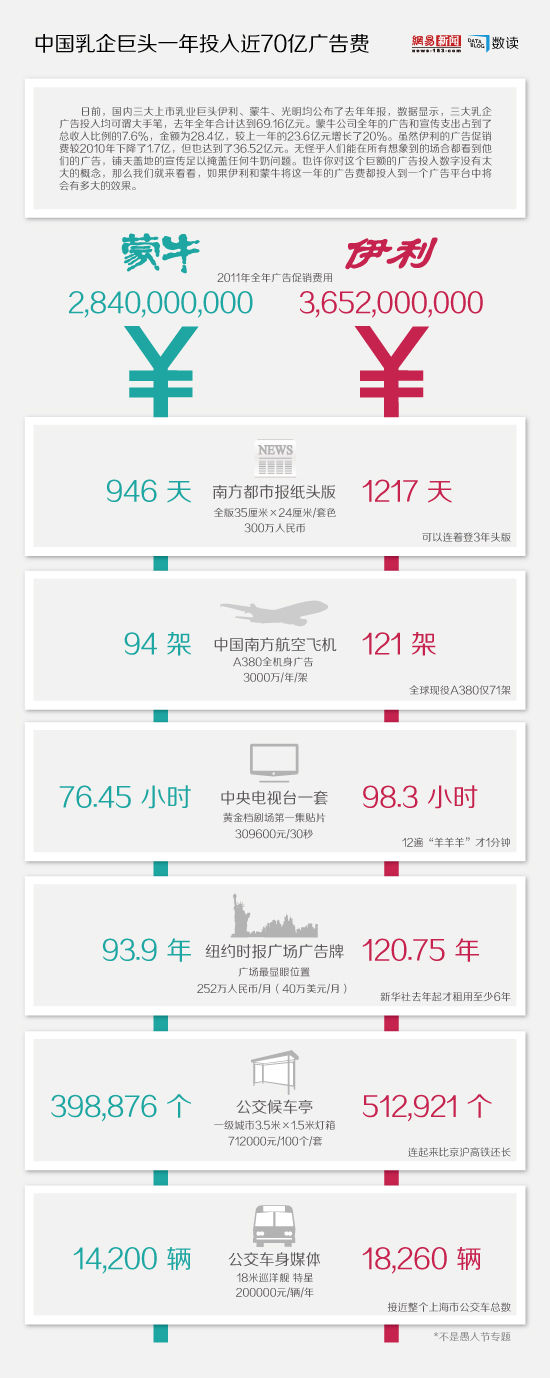 中国乳企巨头一年投入近70亿广告费
網易新闻
news·163·com
DATA BLOG
数读
日前，国内三大上市乳业巨头伊利、蒙牛、光明均公布了去年年报，数据显示，三大乳企
广告投入均可谓大手笔，去年全年合计达到69.16亿元。蒙牛公司全年的广告和宣传支出占到了
总收入比例的7.6%，金额为28.4亿，较上一年的23.6亿元增长了20%。虽然伊利的广告促销
费较2010年下降了1.7亿，但也达到了36.52亿元。无怪乎人们能在所有想象到的场合都看到他
们的广告，铺天盖地的宣传足以掩盖任何牛奶问题。也许你对这个巨额的广告投入数字没有太
大的概念，那么我们就来看看，如果伊利和蒙牛将这一年的广告费都投入到一个广告平台中将
会有多大的效果。
蒙牛
伊利
2011年全年广告促销费用
2,840,000,000
3,652,000,000
¥
¥
NEWS
946 天
南方都市报纸头版
1217 天
全版35厘米×24厘米/套色
300万人民币
可以连着登3年头版
94 架
中国南方航空飞机
121 架
A380全机身广告
3000万/年/架
全球现役A380仅71架
76.45 小时
中央电视台一套
98.3 小时
黄金档剧场第一集贴片
309600元/30秒
12遍“羊羊羊”才1分钟
93.9 年
纽约时报广场广告牌
120.75 年
广场最显眼位置
252万人民币/月（40万美元/月）
新华社去年起才租用至少6年
398,876 个
公交候车亭
512,921 个
一级城市3.5米×1.5米灯箱
712000元/100个/套
连起来比京沪高铁还长
14,200 辆
公交车身媒体
18,260 辆
18米巡洋舰 特星
200000元/辆/年
接近整个上海市公交车总数
*不是愚人节专题